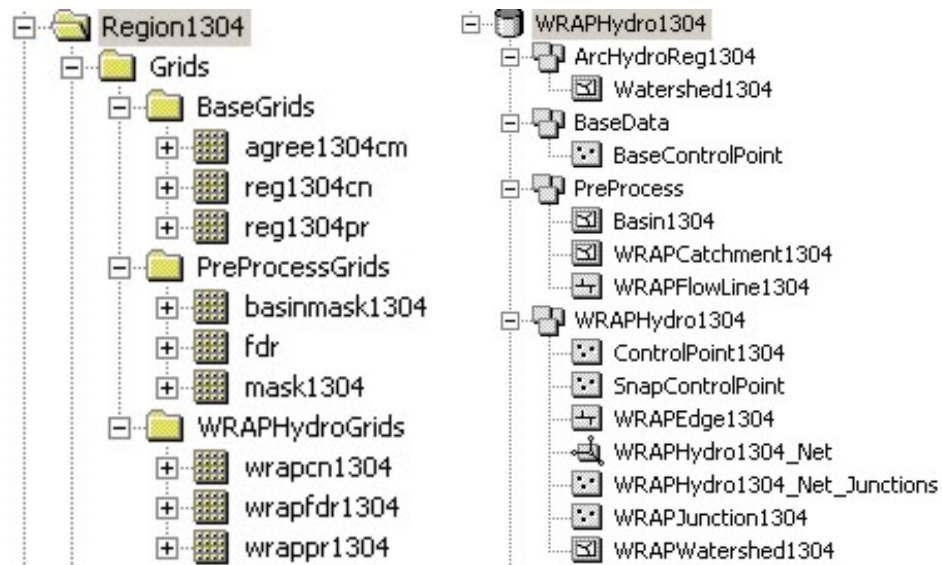 Region1304
Grids
BaseGrids
agree1304cm
reg1304cn
reg1304pr
PreProcessGrids
basinmask1304
fdr
mask1304
WRAPHydroGrids
wrapcn1304
wrapfdr1304
wrappr1304
WRAPHydro1304
ArcHydroReg1304
Watershed1304
BaseData
BaseControlPoint
PreProcess
Basin1304
WRAPCatchment1304
WRAPFlowLine1304
WRAPHydro1304
ControlPoint1304
SnapControlPoint
WRAPEdge1304
WRAPHydro1304_Net
WRAPHydro1304_Net_Junctions
WRAPJunction1304
WRAPWatershed1304